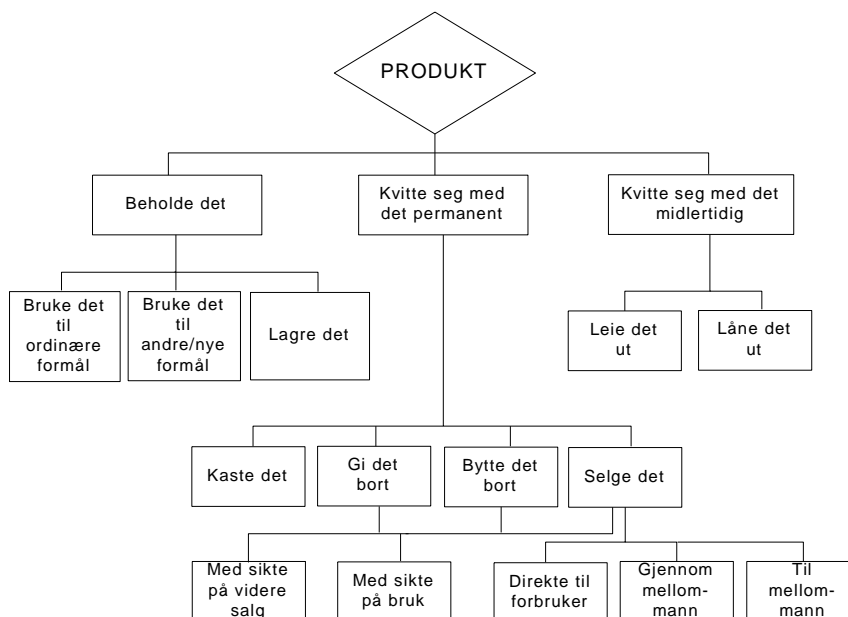 PRODUKT
Beholde det
Kvitte seg med
det permanent
Kvitte seg med det
midlertidig
Bruke det
til
ordinære
formål
Bruke det
til
andre/nye
formål
Lagre det
Leie det
ut
Låne det
ut
Kaste det
Gi det
bort
Bytte det
bort
Selge det
Med sikte
på videre
salg
Med sikte
på bruk
Direkte til
forbruker
Gjennom
mellom-
mann
Til
mellom-
mann